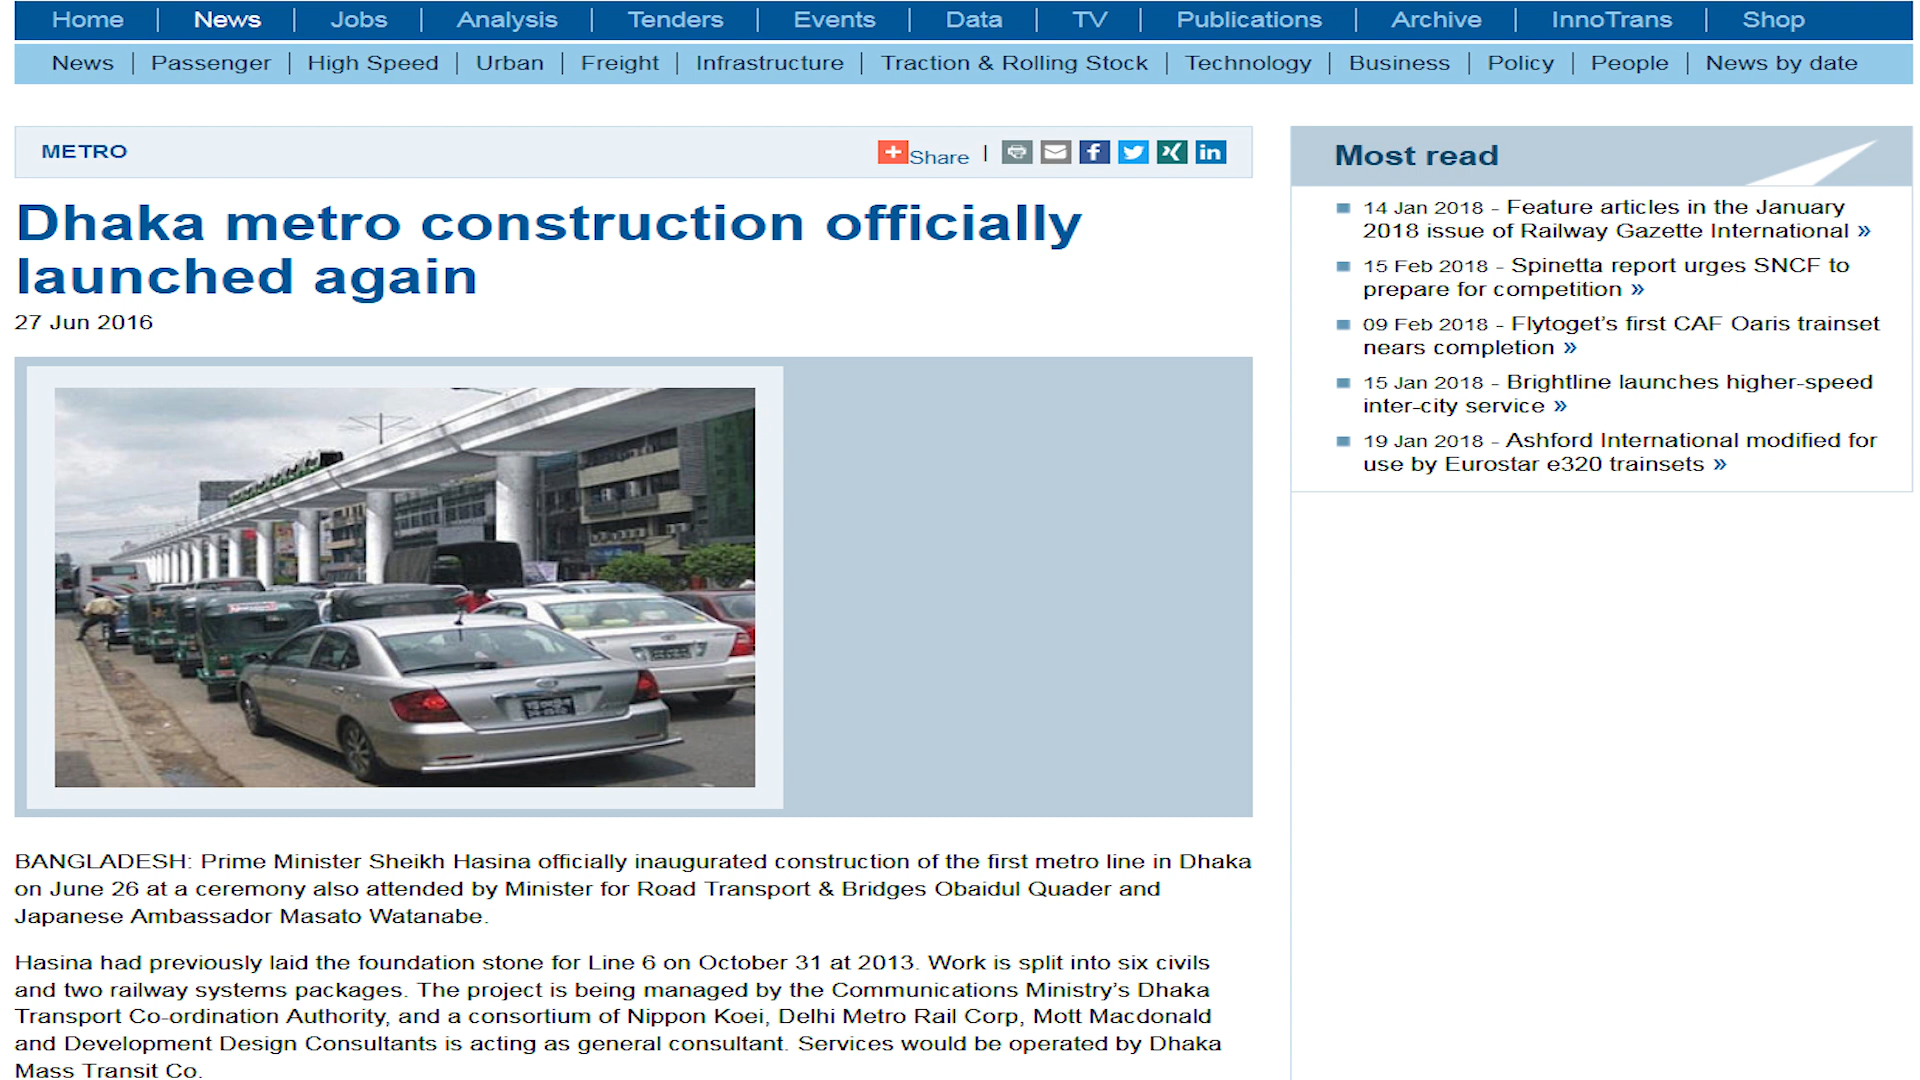 Home | News | Jobs | Analysis | Tenders | Events | Data | TV | Publications | Archive | InnoTrans | Shop
News | Passenger | High Speed | Urban | Freight | Infrastructure | Traction & Rolling Stock | Technology | Business | Policy | People | News by date
METRO
Share |
Dhaka metro construction officially
launched again
27 Jun 2016
BANGLADESH: Prime Minister Sheikh Hasina officially inaugurated construction of the first metro line in Dhaka
on June 26 at a ceremony also attended by Minister for Road Transport & Bridges Obaidul Quader and
Japanese Ambassador Masato Watanabe.
Hasina had previously laid the foundation stone for Line 6 on October 31 at 2013. Work is split into six civils
and two railway systems packages. The project is being managed by the Communications Ministry’s Dhaka
Transport Co-ordination Authority, and a consortium of Nippon Koei, Delhi Metro Rail Corp, Mott Macdonald
and Development Design Consultants is acting as general consultant. Services would be operated by Dhaka
Mass Transit Co.
Most read
14 Jan 2018 - Feature articles in the January
2018 issue of Railway Gazette International »
15 Feb 2018 - Spinetta report urges SNCF to
prepare for competition »
09 Feb 2018 - Flytoget’s first CAF Oaris trainset
nears completion »
15 Jan 2018 - Brightline launches higher-speed
inter-city service »
19 Jan 2018 - Ashford International modified for
use by Eurostar e320 trainsets »